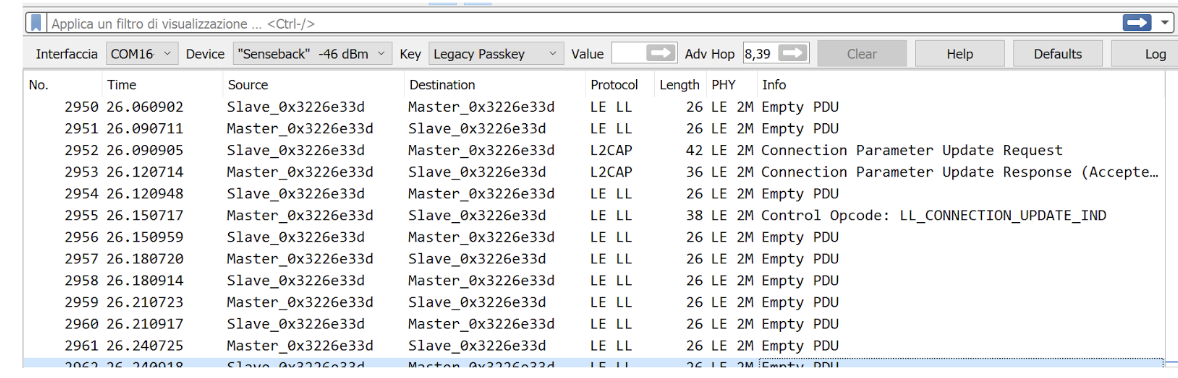 Applica un filtro di visualizzazione ... <Ctrl-/>
Interfaccia COM16 Device "Senseback" -46 dBm Key Legacy Passkey Value Adv Hop 8,39 Clear Help Defaults Log
No. Time Source Destination Protocol Length PHY Info
2950 26.060902 Slave_0x3226e33d Master_0x3226e33d LE LL 26 LE 2M Empty PDU
2951 26.090711 Master_0x3226e33d Slave_0x3226e33d LE LL 26 LE 2M Empty PDU
2952 26.090905 Slave_0x3226e33d Master_0x3226e33d L2CAP 42 LE 2M Connection Parameter Update Request
2953 26.120714 Master_0x3226e33d Slave_0x3226e33d L2CAP 36 LE 2M Connection Parameter Update Response (Accepte…
2954 26.120948 Slave_0x3226e33d Master_0x3226e33d LE LL 26 LE 2M Empty PDU
2955 26.150717 Master_0x3226e33d Slave_0x3226e33d LE LL 38 LE 2M Control Opcode: LL_CONNECTION_UPDATE_IND
2956 26.150959 Slave_0x3226e33d Master_0x3226e33d LE LL 26 LE 2M Empty PDU
2957 26.180720 Master_0x3226e33d Slave_0x3226e33d LE LL 26 LE 2M Empty PDU
2958 26.180914 Slave_0x3226e33d Master_0x3226e33d LE LL 26 LE 2M Empty PDU
2959 26.210723 Master_0x3226e33d Slave_0x3226e33d LE LL 26 LE 2M Empty PDU
2960 26.210917 Slave_0x3226e33d Master_0x3226e33d LE LL 26 LE 2M Empty PDU
2961 26.240725 Master_0x3226e33d Slave_0x3226e33d LE LL 26 LE 2M Empty PDU
2962 26.240918 Slave_0x3226e33d Master_0x3226e33d LE LL 26 LE 2M Empty PDU